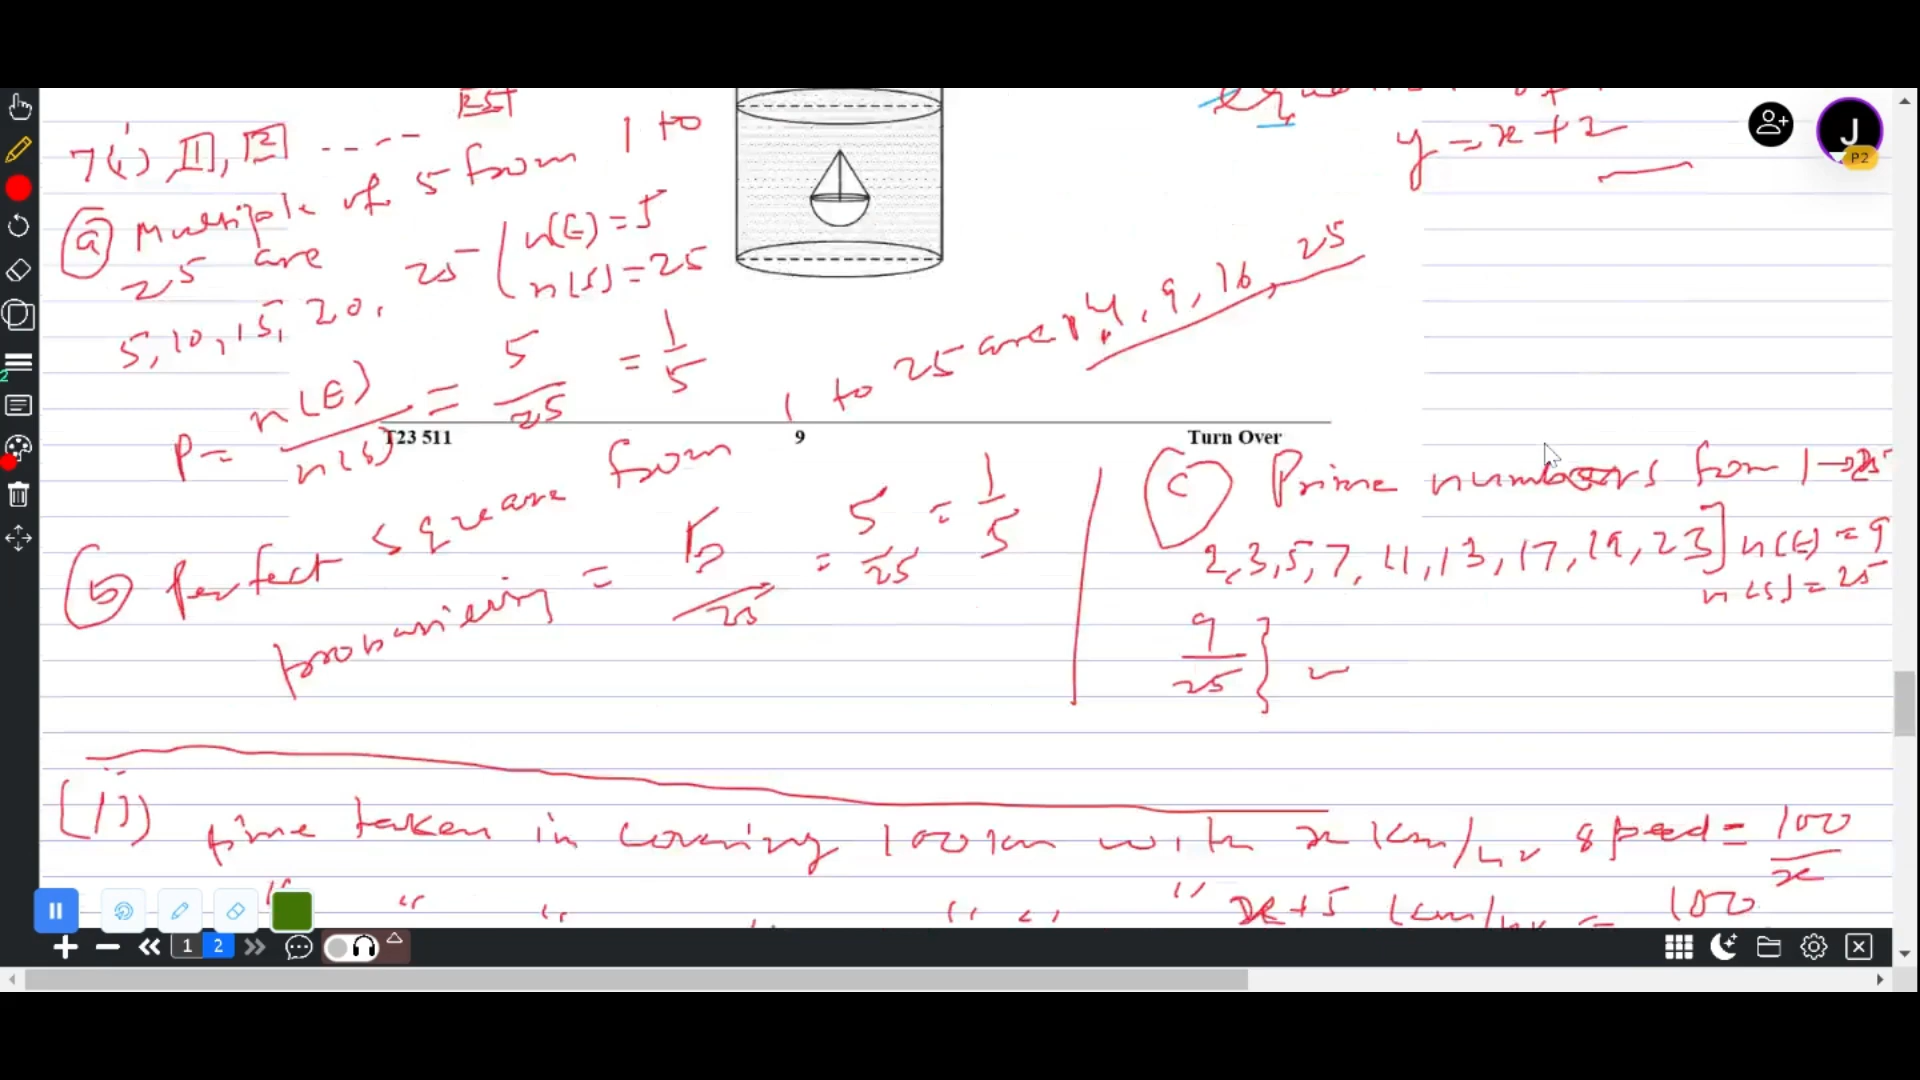 y = x + 2
J
P2
7(i) 1, 2 ....
25
(a) Multiple of 5 from 1 to
25 are
5, 10, 15, 20, 25
n(E) = 5
n(S) = 25
P = n(E)/n(S) = 5/25 = 1/5
T23 511 9 Turn Over
(b) Perfect square from 1 to 25 are 1, 4, 9, 16, 25
= 5/25 = 5/25 = 1/5
(c) Prime numbers from 1→25
2,3,5,7,11,13,17,19,23] n(E) = 9
n(S) = 25
9/25 }
(ii) time taken in covering 100 km with x km/hr speed = 100/x
" " " " " " x+5 km/hr = 100
1 2